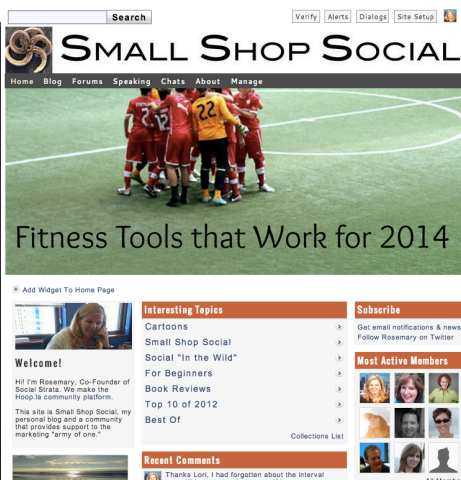 Search
Verify Alerts Dialogs Site Setup
SMALL SHOP SOCIAL
Home Blog Forums Speaking Chats About Manage
22
Fitness Tools that Work for 2014
Add Widget To Home Page
Welcome!
Hi! I'm Rosemary, Co-Founder of
Social Strata. We make the
Hoop.la community platform.
This site is Small Shop Social, my
personal blog and a community
that provides support to the
marketing "army of one."
Interesting Topics
Cartoons
Small Shop Social
Social "In the Wild"
For Beginners
Book Reviews
Top 10 of 2012
Best Of
Collections List
Recent Comments
Thanks Lori, I had forgotten about the interval
Subscribe
Get email notifications & news
Follow Rosemary on Twitter
Most Active Members